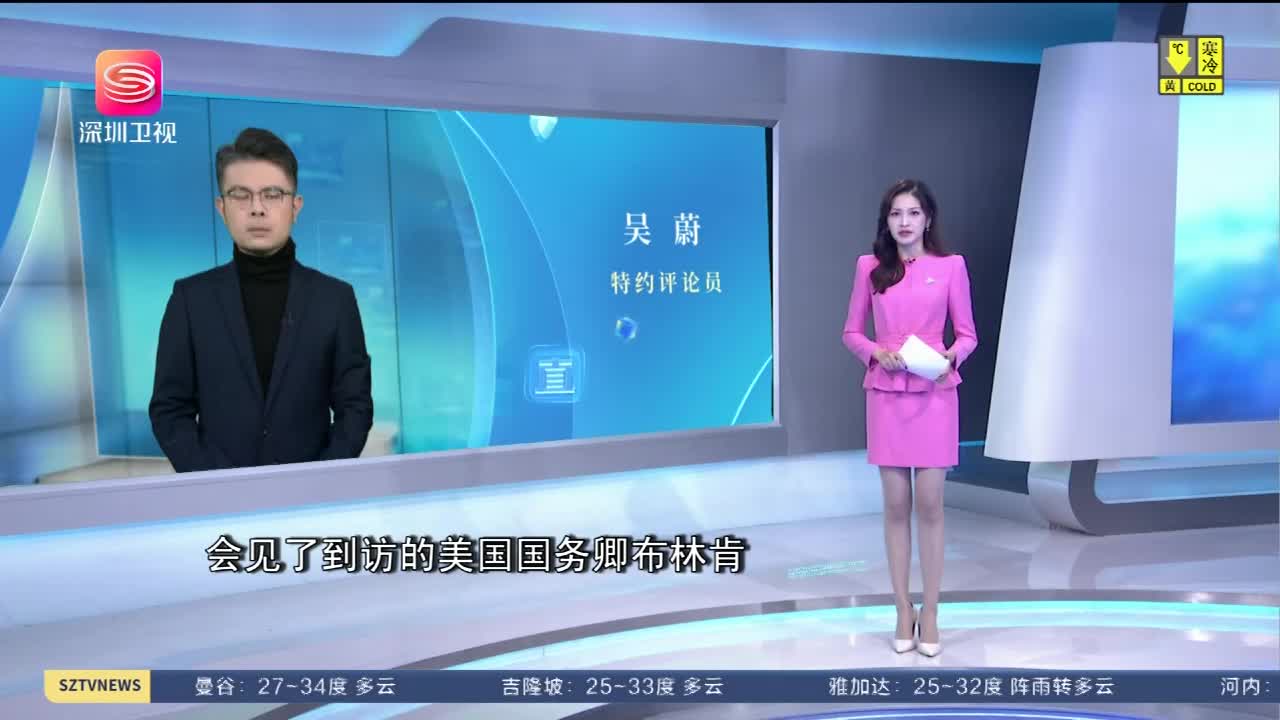 深圳卫视
℃
寒冷
黄 COLD
吴 蔚
特约评论员
宣
会见了到访的美国国务卿布林肯
SZTVNEWS
曼谷：27~34度 多云 吉隆坡：25~33度 多云 雅加达：25~32度 阵雨转多云 河内：